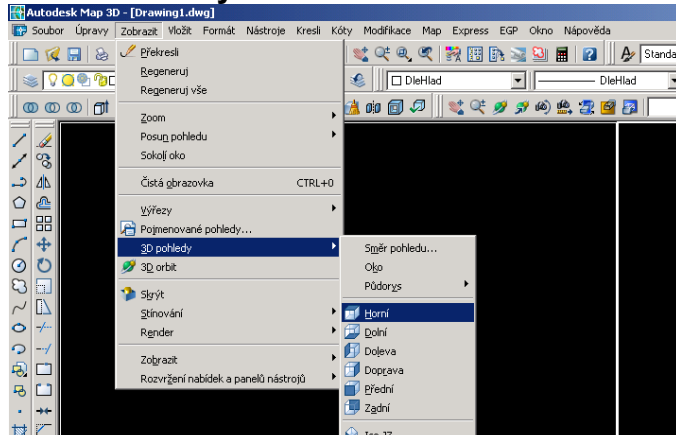 Autodesk Map 3D - [Drawing1.dwg]
Soubor Úpravy Zobrazit Vložit Formát Nástroje Kresli Kóty Modifikace Map Express EGP Okno Nápověda
Standa
DleHlad DleHlad
Překresli
Regeneruj
Regeneruj vše
Zoom
Posun pohledu
Sokolí oko
Čistá obrazovka CTRL+0
Výřezy
Pojmenované pohledy...
3D pohledy
3D orbit
Skrýt
Stínování
Render
Zobrazit
Rozvržení nabídek a panelů nástrojů
Směr pohledu...
Oko
Půdorys
Horní
Dolní
Doleva
Doprava
Přední
Zadní